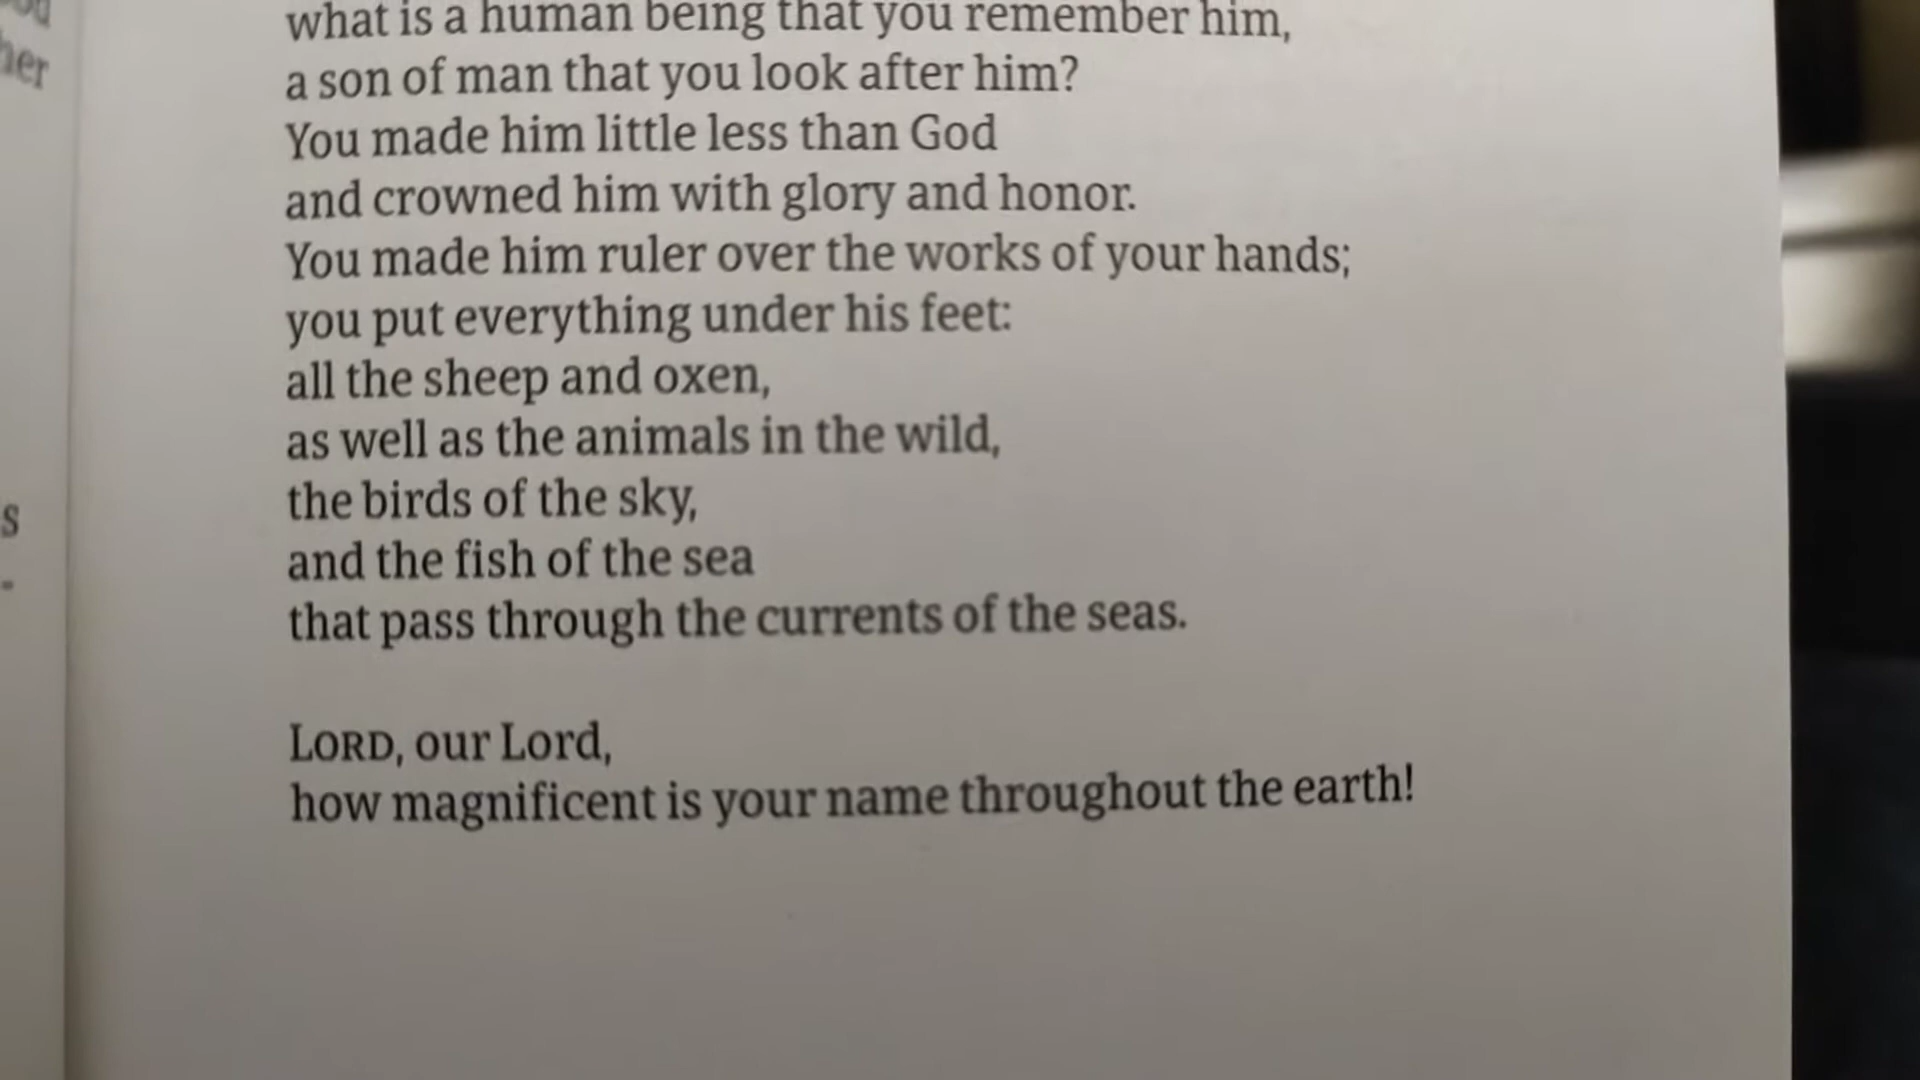 her
s
-
what is a human being that you remember him,
a son of man that you look after him?
You made him little less than God
and crowned him with glory and honor.
You made him ruler over the works of your hands;
you put everything under his feet:
all the sheep and oxen,
as well as the animals in the wild,
the birds of the sky,
and the fish of the sea
that pass through the currents of the seas.
LORD, our Lord,
how magnificent is your name throughout the earth!